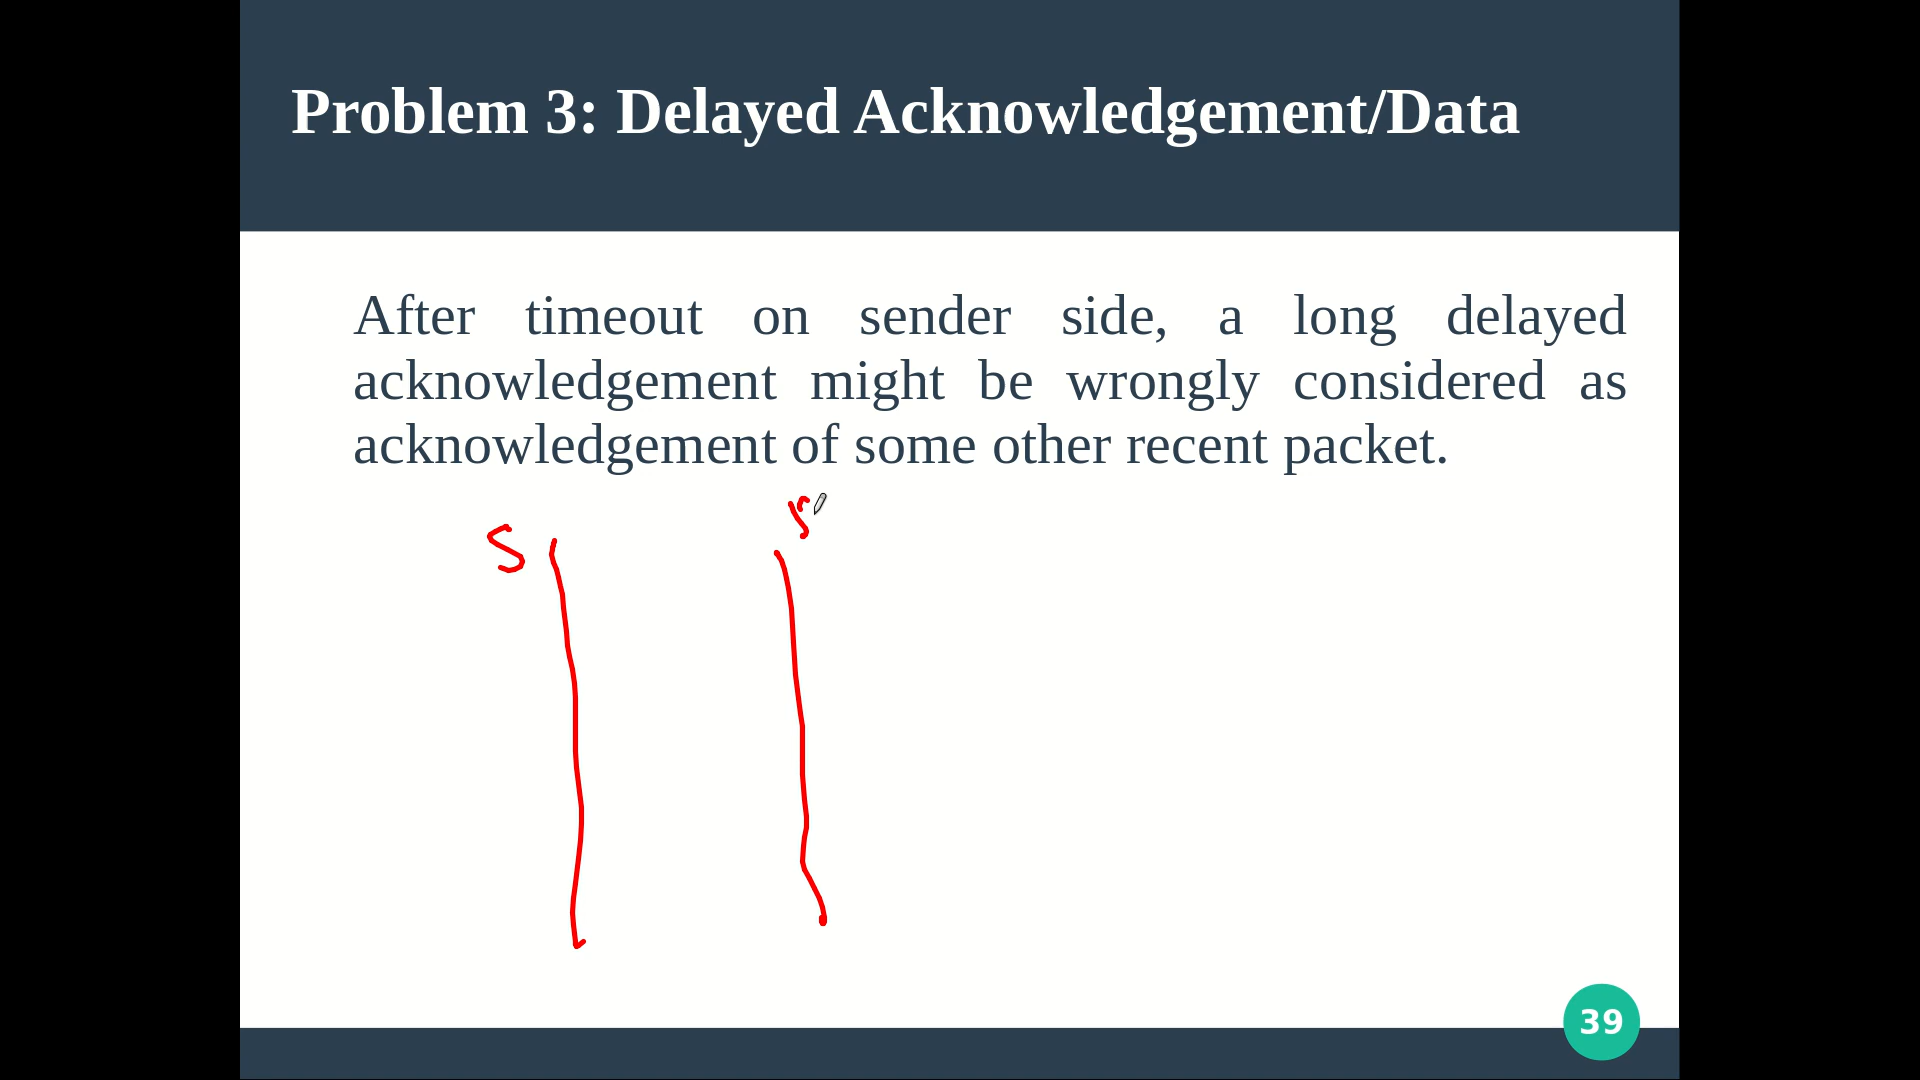 Problem 3: Delayed Acknowledgement/Data
After timeout on sender side, a long delayed
acknowledgement might be wrongly considered as
acknowledgement of some other recent packet.
S
39